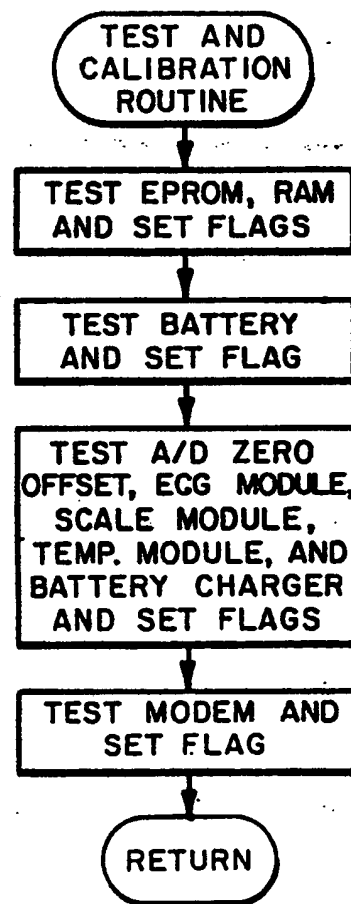 TEST AND
CALIBRATION
ROUTINE
TEST EPROM, RAM
AND SET FLAGS
TEST BATTERY
AND SET FLAG
TEST A/D ZERO
OFFSET, ECG MODULE,
SCALE MODULE,
TEMP. MODULE, AND
BATTERY CHARGER
AND SET FLAGS
TEST MODEM AND
SET FLAG
RETURN